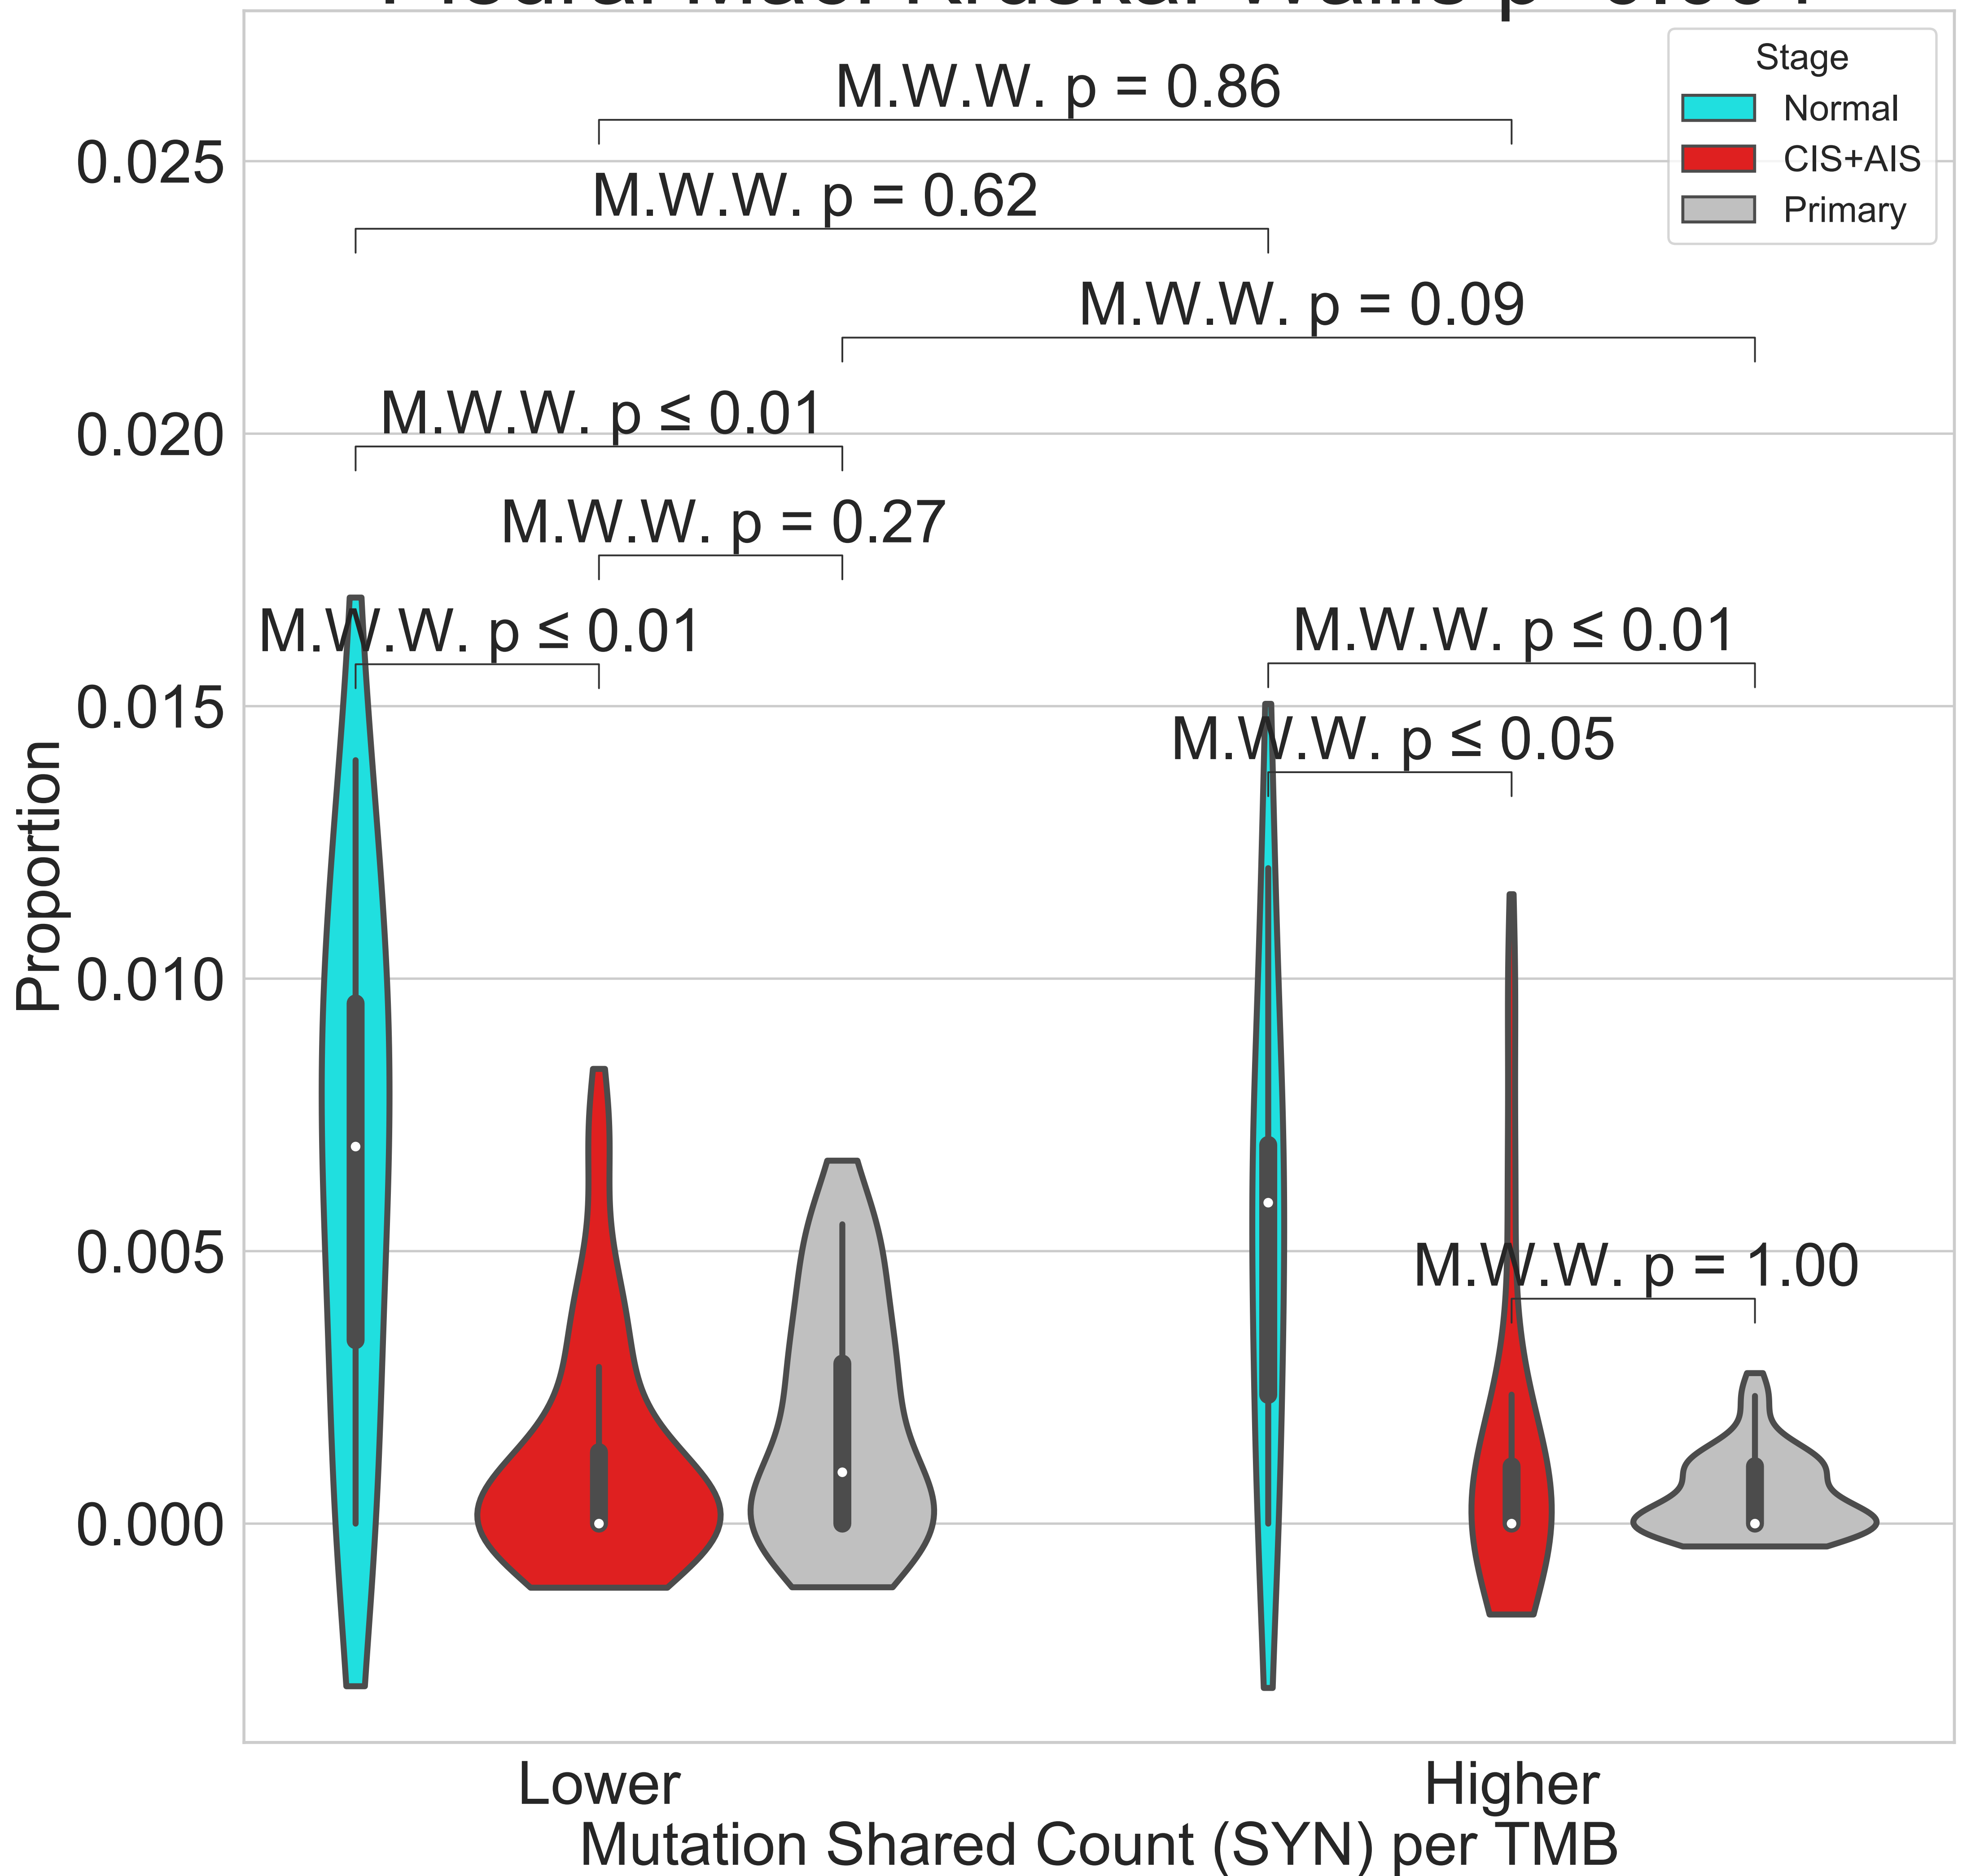 Stage
Normal
CIS+AIS
Primary
M.W.W. p = 0.86
M.W.W. p = 0.62
M.W.W. p = 0.09
M.W.W. p ≤ 0.01
M.W.W. p = 0.27
M.W.W. p ≤ 0.01
M.W.W. p ≤ 0.01
M.W.W. p ≤ 0.05
M.W.W. p = 1.00
0.025
0.020
0.015
0.010
0.005
0.000
Proportion
Lower
Higher
Mutation Shared Count (SYN) per TMB